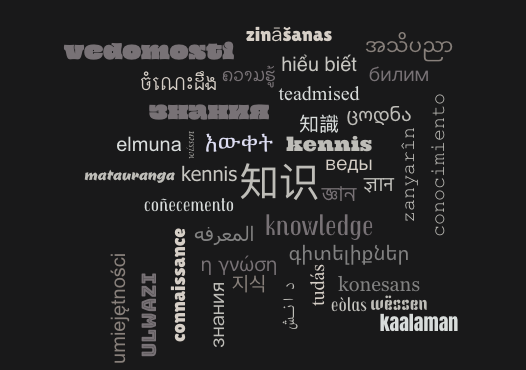 zināšanas
vedomosti
အသိပညာ
hiểu biết
ຄວາມຮູ້
билим
ចំណេះដឹង
teadmised
знания
知識
ცოდნა
conocimiento
elmuna
wissen
እውቀት
kennis
zanyarîn
веды
matauranga
kennis
知识
ज्ञान
ज्ञान
coñecemento
knowledge
المعرفه
connaissance
գիտելիքներ
η γνώση
umiejętności
ULWAZI
지식
знания
دانش
tudás
konesans
eòlas
wëssen
kaalaman